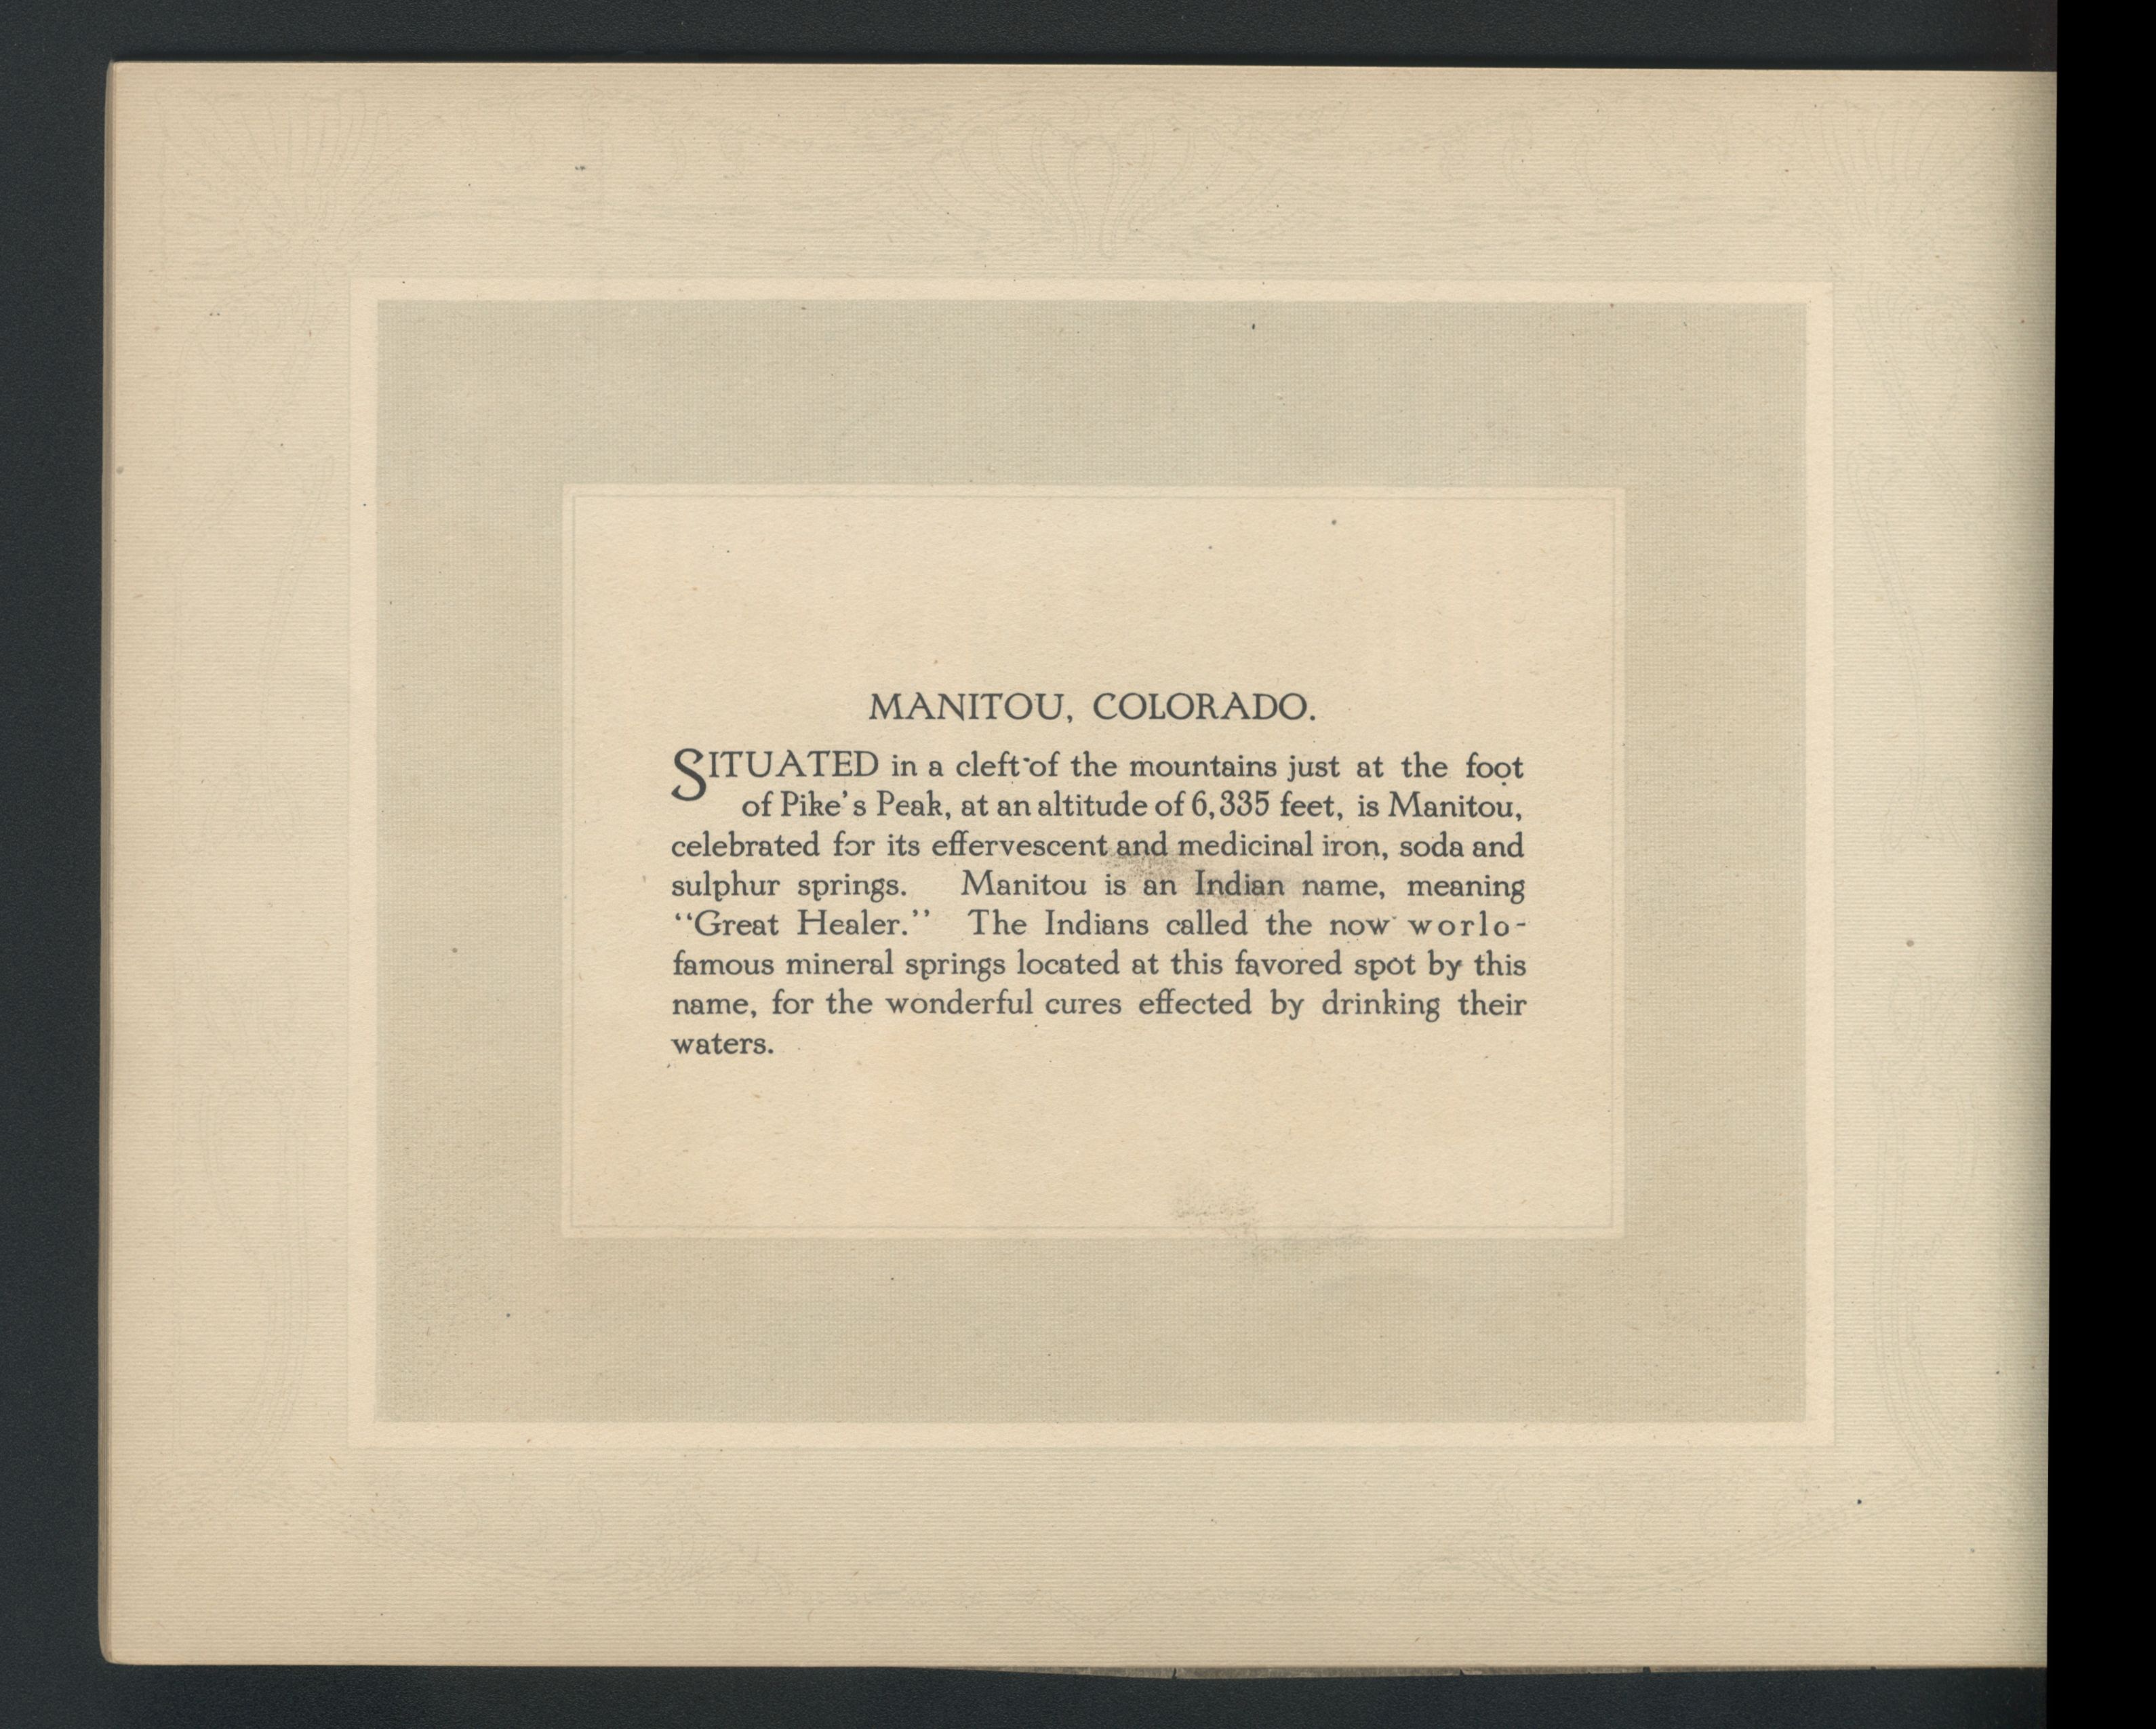 MANITOU, COLORADO.
SITUATED in a cleft of the mountains just at the foot
of Pike's Peak, at an altitude of 6,335 feet, is Manitou,
celebrated for its effervescent and medicinal iron, soda and
sulphur springs. Manitou is an Indian name, meaning
“Great Healer.” The Indians called the now worlo-
famous mineral springs located at this favored spot by this
name, for the wonderful cures effected by drinking their
waters.